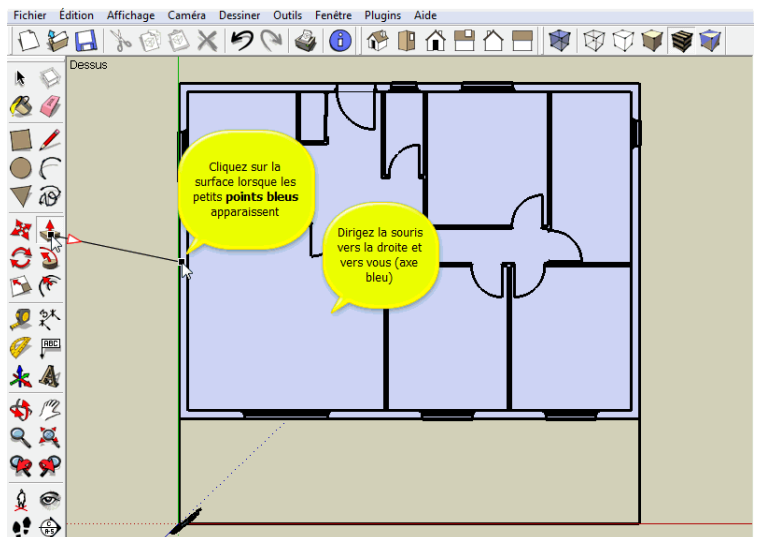 Fichier Édition Affichage Caméra Dessiner Outils Fenêtre Plugins Aide
Dessus
Cliquez sur la
surface lorsque les
petits points bleus
apparaissent
Dirigez la souris
vers la droite et
vers vous (axe
bleu)
ABC